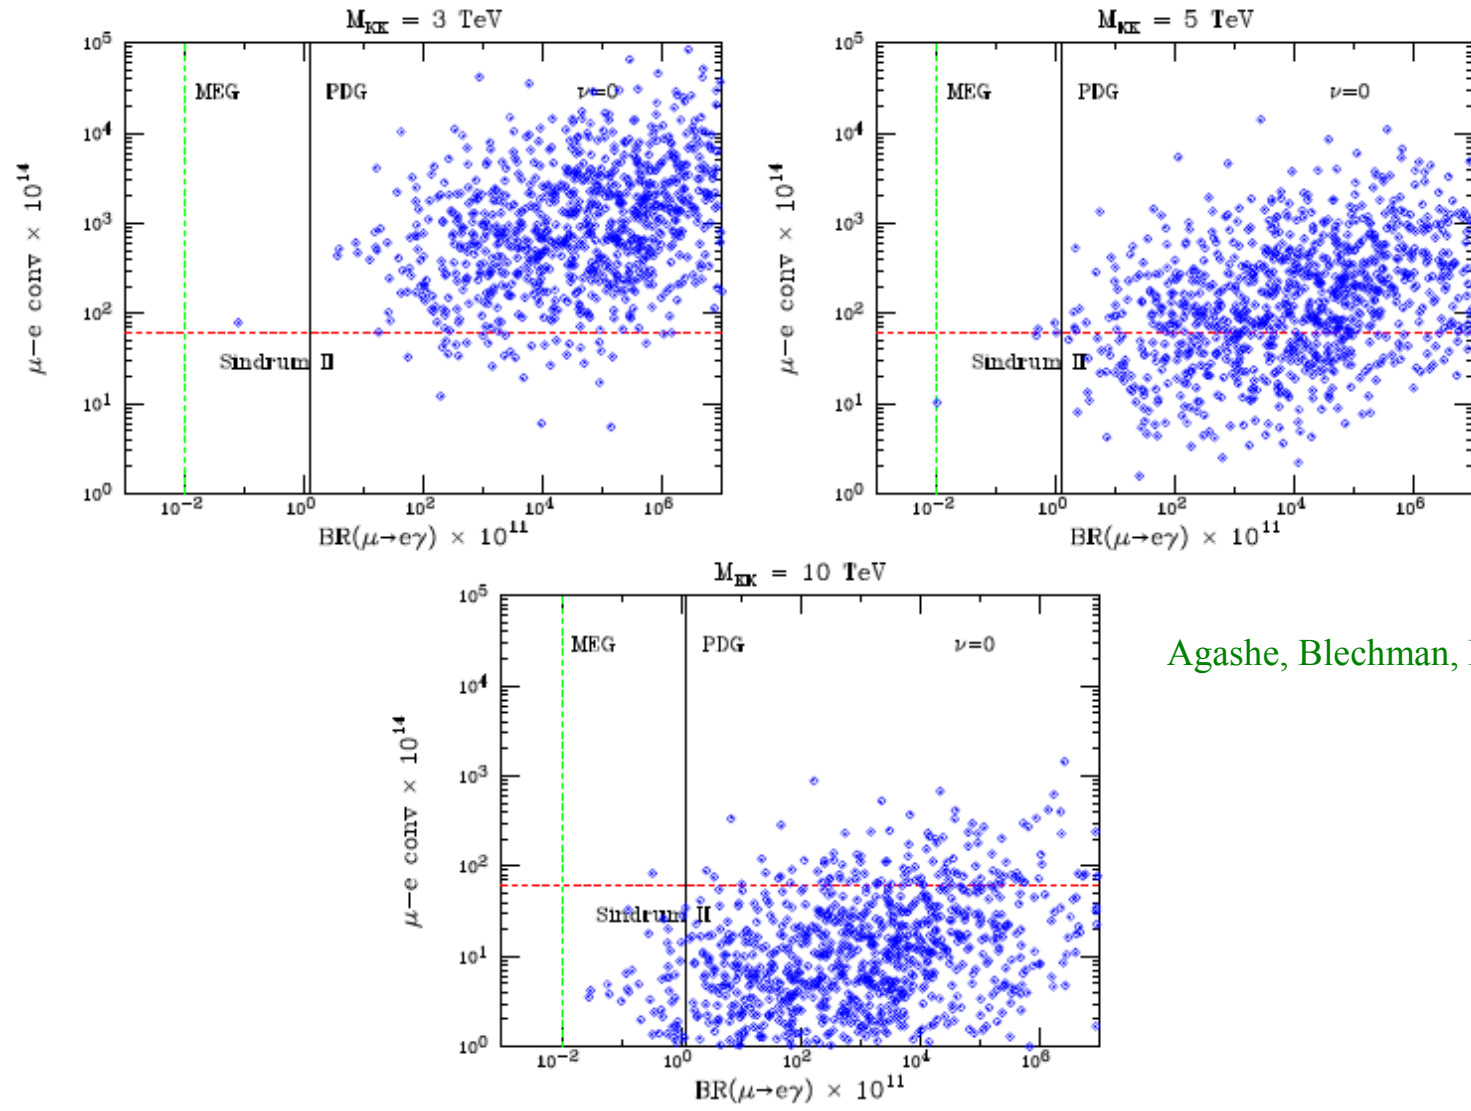 M_KK = 3 TeV
10^5
10^4
10^3
10^2
10^1
10^0
μ−e conv × 10^14
MEG
PDG
ν=0
Sindrum II
10^−2
10^0
10^2
10^4
10^6
BR(μ→eγ) × 10^11
M_KK = 5 TeV
10^5
10^4
10^3
10^2
10^1
10^0
μ−e conv × 10^14
MEG
PDG
ν=0
Sindrum II
10^−2
10^0
10^2
10^4
10^6
BR(μ→eγ) × 10^11
M_KK = 10 TeV
10^5
10^4
10^3
10^2
10^1
10^0
μ−e conv × 10^14
MEG
PDG
ν=0
Sindrum II
10^−2
10^0
10^2
10^4
10^6
BR(μ→eγ) × 10^11
Agashe, Blechman,